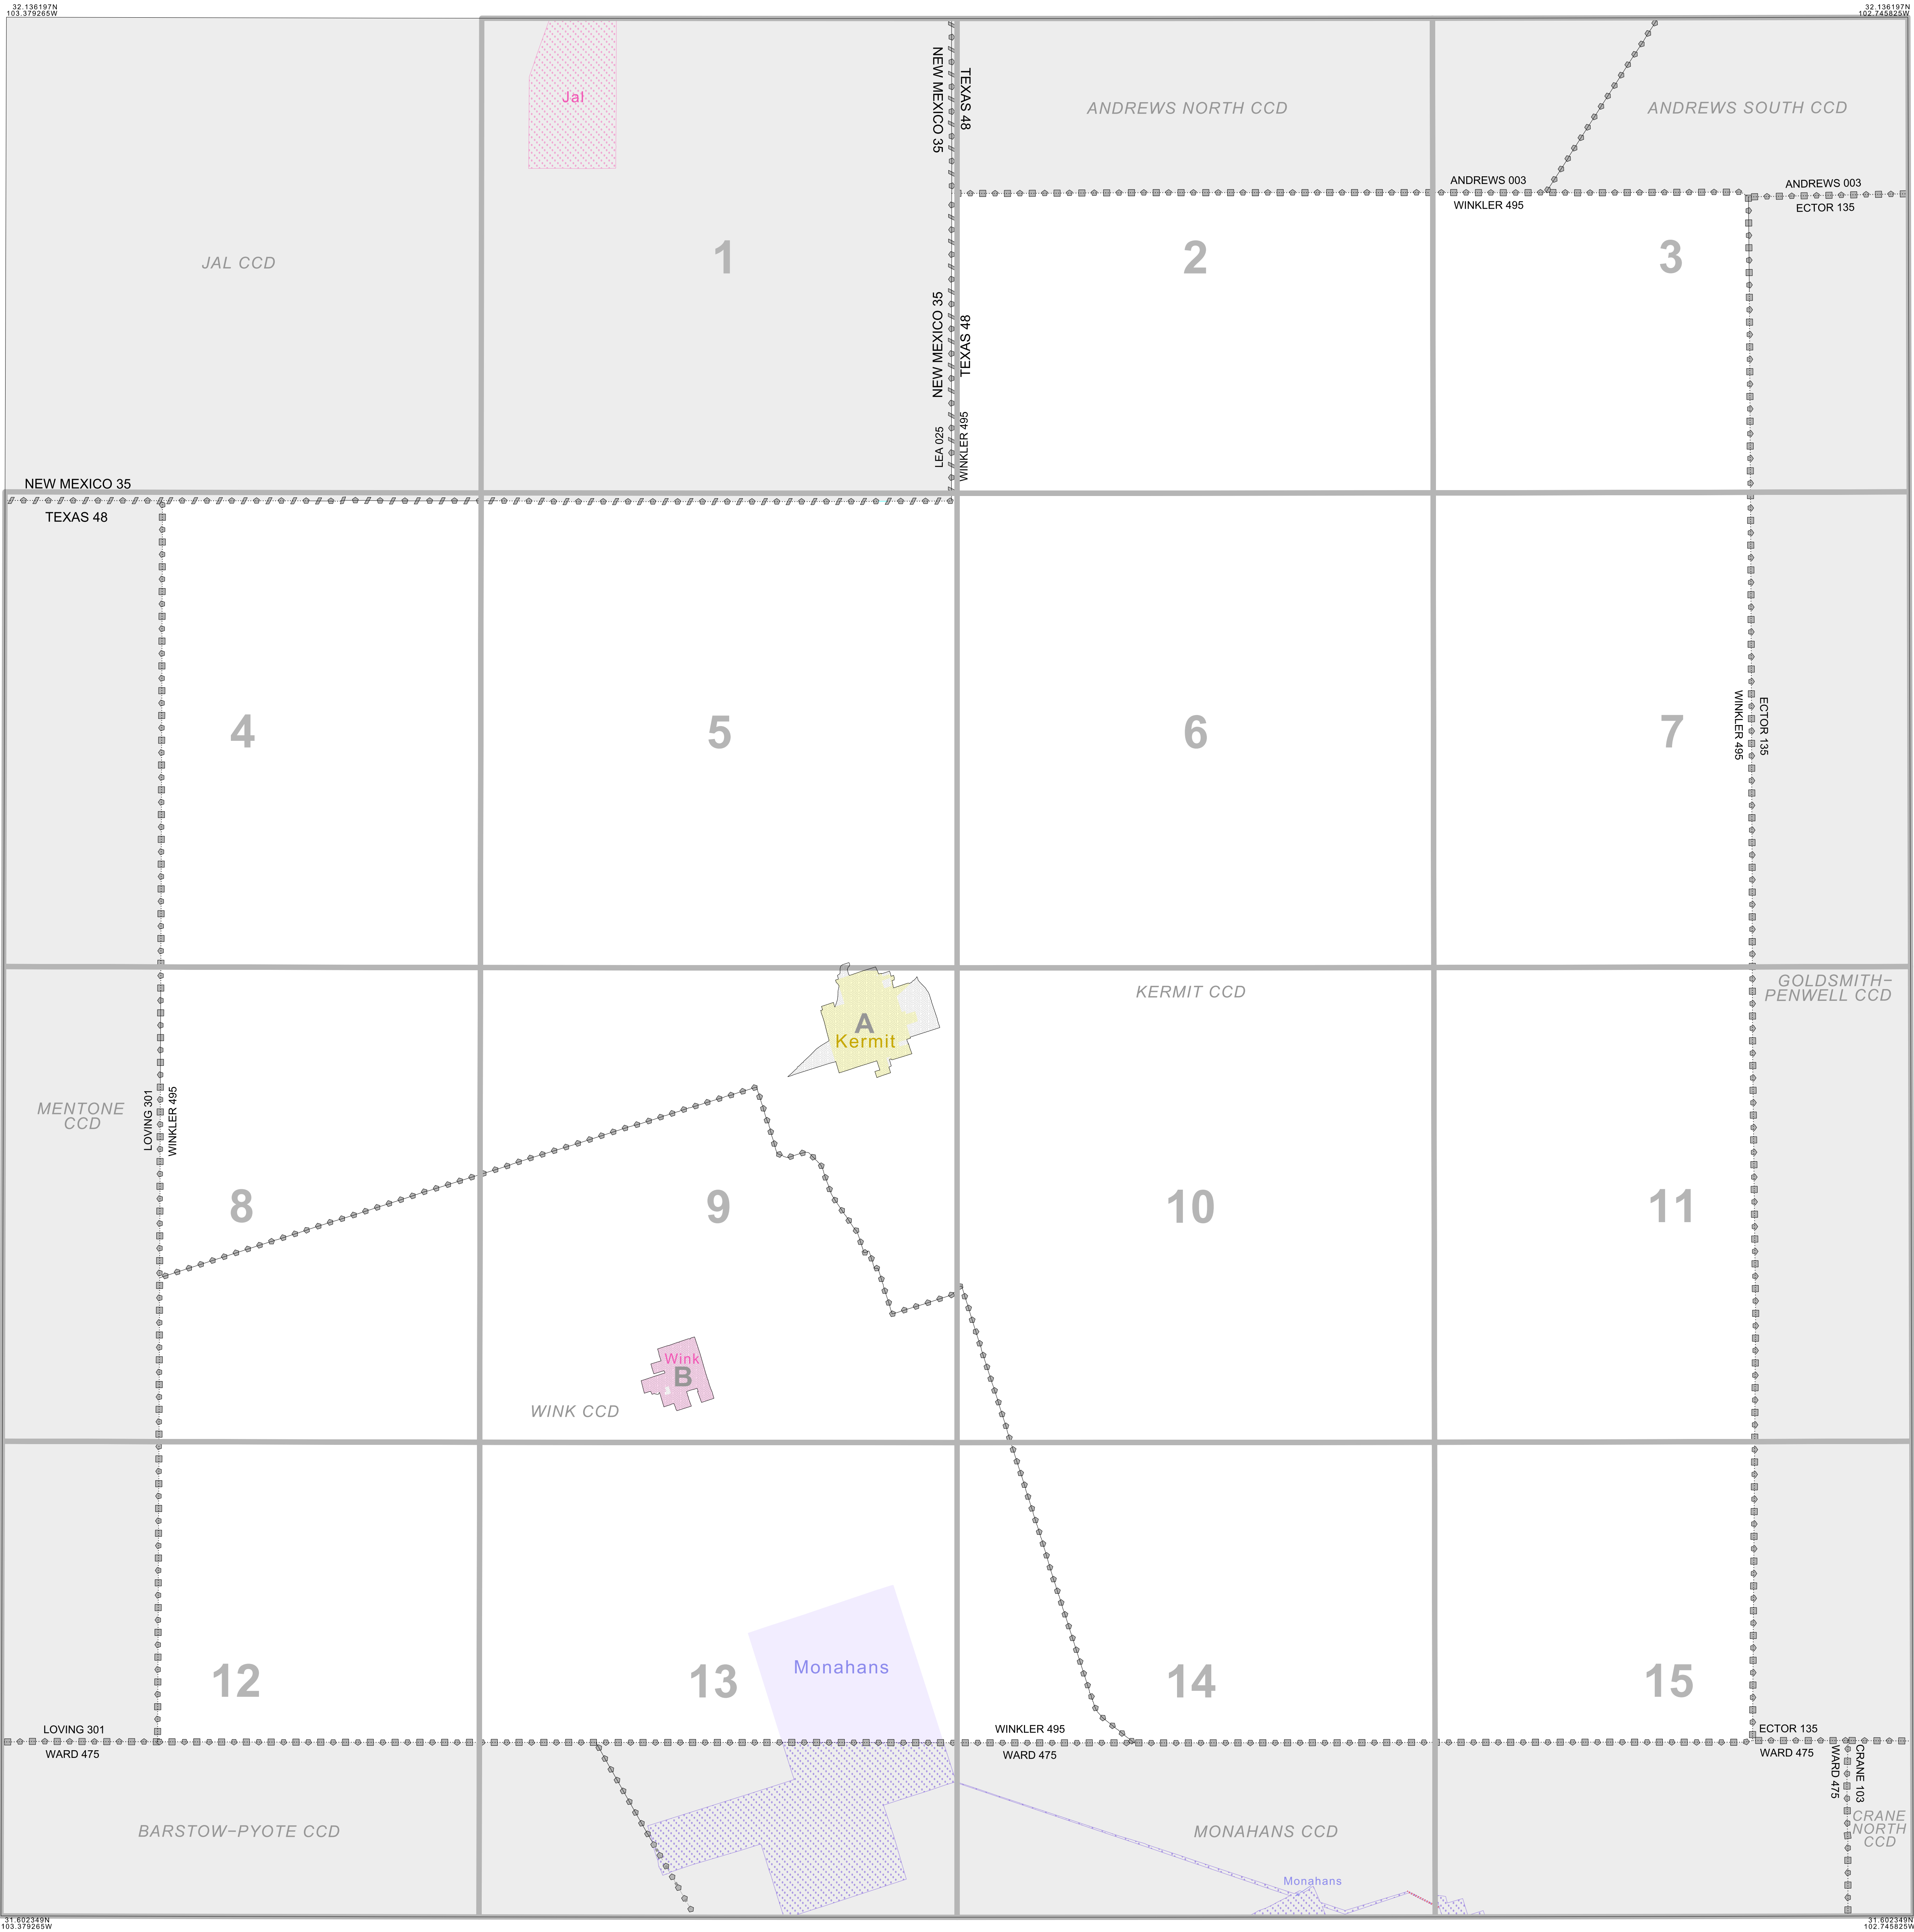 32.136197N
103.379265W
32.136197N
102.745825W
Jal
NEW MEXICO 35
TEXAS 48
ANDREWS NORTH CCD
ANDREWS SOUTH CCD
ANDREWS 003
WINKLER 495
ANDREWS 003
ECTOR 135
JAL CCD
1
2
3
NEW MEXICO 35
TEXAS 48
LEA 025
WINKLER 495
NEW MEXICO 35
TEXAS 48
4
5
6
7
WINKLER 495
ECTOR 135
KERMIT CCD
GOLDSMITH-
PENWELL CCD
A
Kermit
MENTONE
CCD
LOVING 301
WINKLER 495
8
9
10
11
Wink
B
WINK CCD
Monahans
12
13
14
15
LOVING 301
WARD 475
WINKLER 495
WARD 475
ECTOR 135
WARD 475
WARD 475
CRANE 103
BARSTOW-PYOTE CCD
MONAHANS CCD
CRANE
NORTH
CCD
Monahans
31.602349N
103.379265W
31.602349N
102.745825W